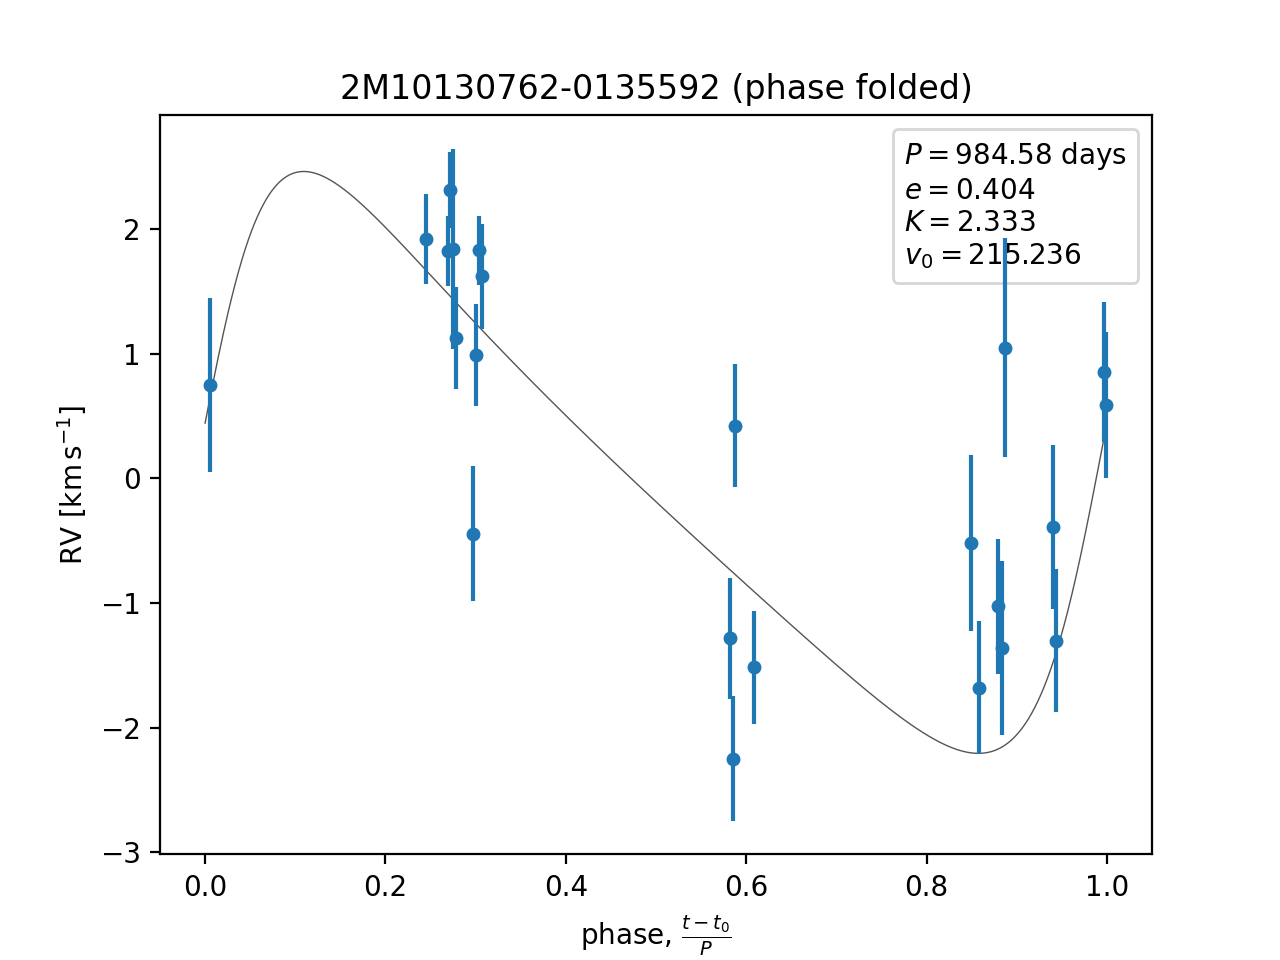 2M10130762-0135592 (phase folded)
P = 984.58 days
e = 0.404
K = 2.333
v₀ = 215.236
RV [km s⁻¹]
2
1
0
−1
−2
−3
0.0 0.2 0.4 0.6 0.8 1.0
phase, (t − t₀)/P